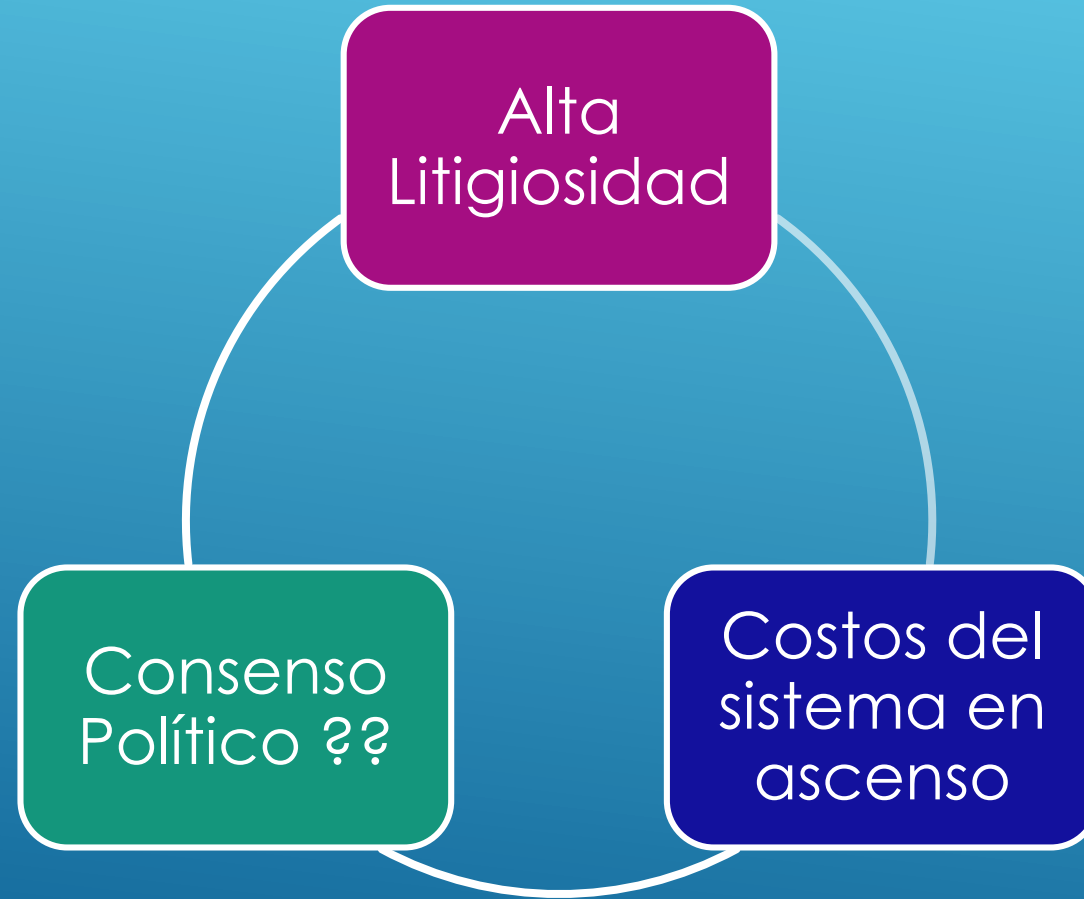 Alta
Litigiosidad
Consenso
Político ??
Costos del
sistema en
ascenso